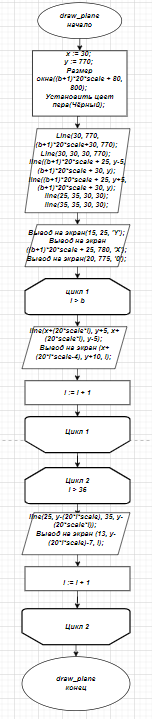 draw_plane
начало
x := 30;
y := 770;
Размер
окна((b+1)*20*scale + 80,
800);
Установить цвет
пера(Чёрный);
Line(30, 770,
(b+1)*20*scale+30, 770);
Line(30, 30, 30, 770);
line((b+1)*20*scale + 25, y-5,
(b+1)*20*scale + 30, y);
line((b+1)*20*scale + 25, y+5,
(b+1)*20*scale + 30, y);
line(25, 35, 30, 30);
line(35, 35, 30, 30);
Вывод на экран(15, 25, 'Y');
Вывод на экран
((b+1)*20*scale + 25, 780, 'X');
Вывод на экран(20, 775, '0');
цикл 1
i > b
line(x+(20*scale*i), y+5, x+
(20*scale*i), y-5);
Вывод на экран (x+
(20*i*scale-4), y+10, i);
i := i + 1
Цикл 1
Цикл 2
i > 36
line(25, y-(20*i*scale), 35, y-
(20*scale*i));
Вывод на экран (13, y-
(20*i*scale)-7, i);
i := i + 1
Цикл 2
draw_plane
конец